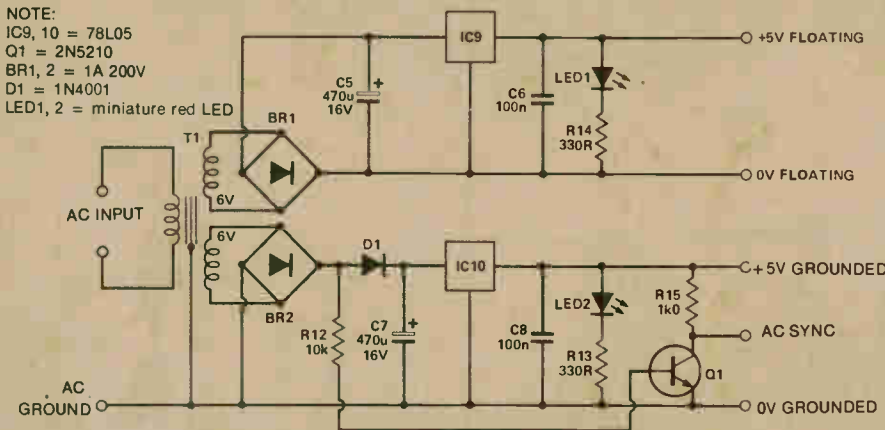 NOTE:
IC9, 10 = 78L05
Q1 = 2N5210
BR1, 2 = 1A 200V
D1 = 1N4001
LED1, 2 = miniature red LED
IC9
+5V FLOATING
C5
470u
16V
+
C6
100n
LED1
R14
330R
BR1
T1
6V
0V FLOATING
AC INPUT
6V
D1
IC10
+5V GROUNDED
BR2
R12
10k
C7
470u
16V
+
C8
100n
LED2
R13
330R
R15
1k0
AC SYNC
Q1
AC
GROUND
0V GROUNDED